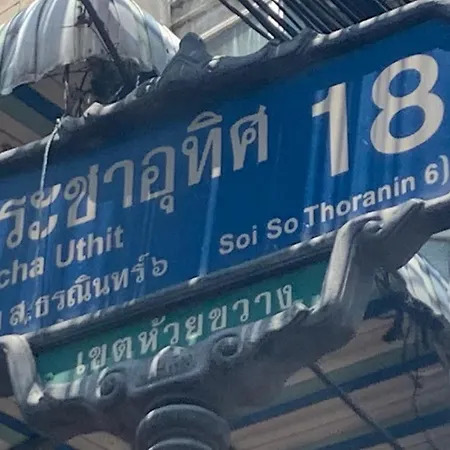 ระชาอุทิศ 18
cha Uthit Soi So Thoranin 6)
ส.ธรณินทร์ ๖
เขตห้วยขวาง